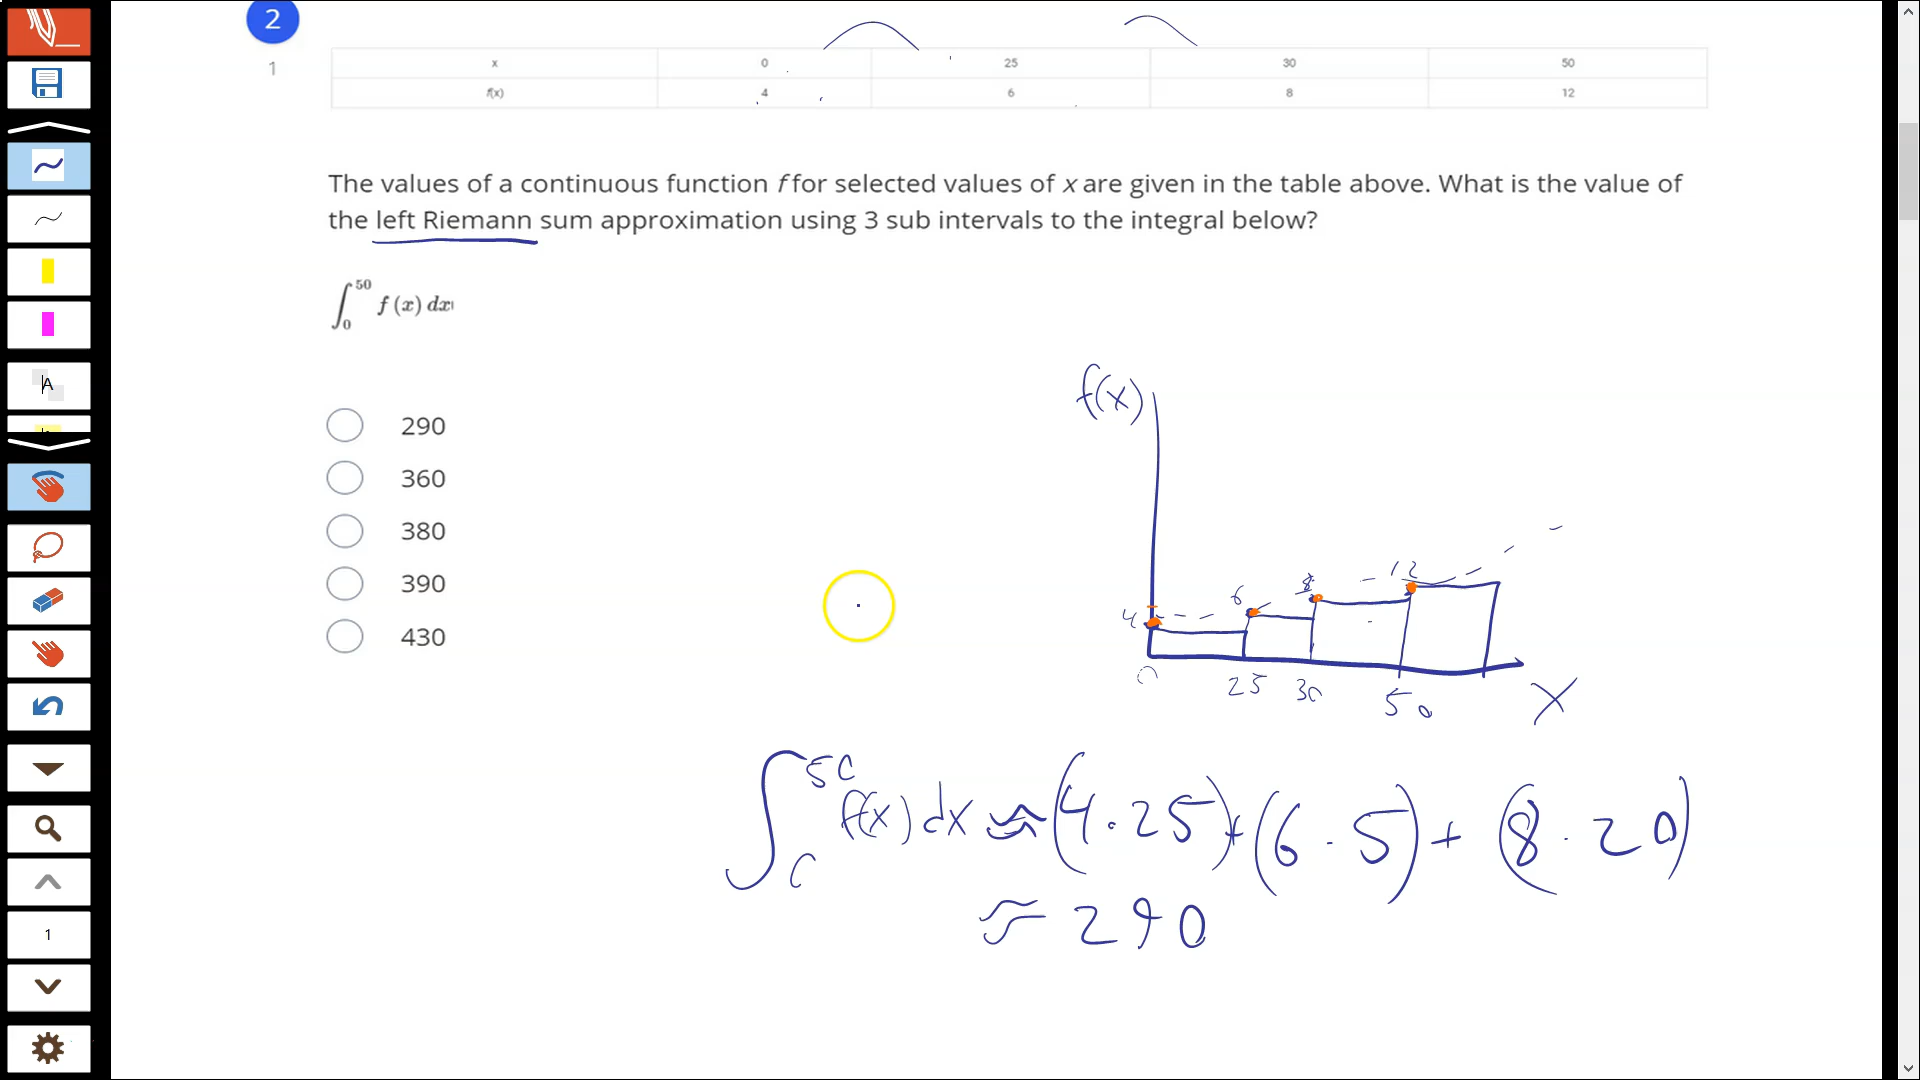 2
1
x 0 25 30 50
f(x) 4 6 8 12
The values of a continuous function f for selected values of x are given in the table above. What is the value of
the left Riemann sum approximation using 3 sub intervals to the integral below?
∫₀⁵⁰ f (x) dx
290
360
380
390
430
f(x)
12
8
6
4
0 25 30 50 X
∫₀⁵⁰ f(x) dx ≈ (4·25) + (6·5) + (8·20)
≈ 290
A
1